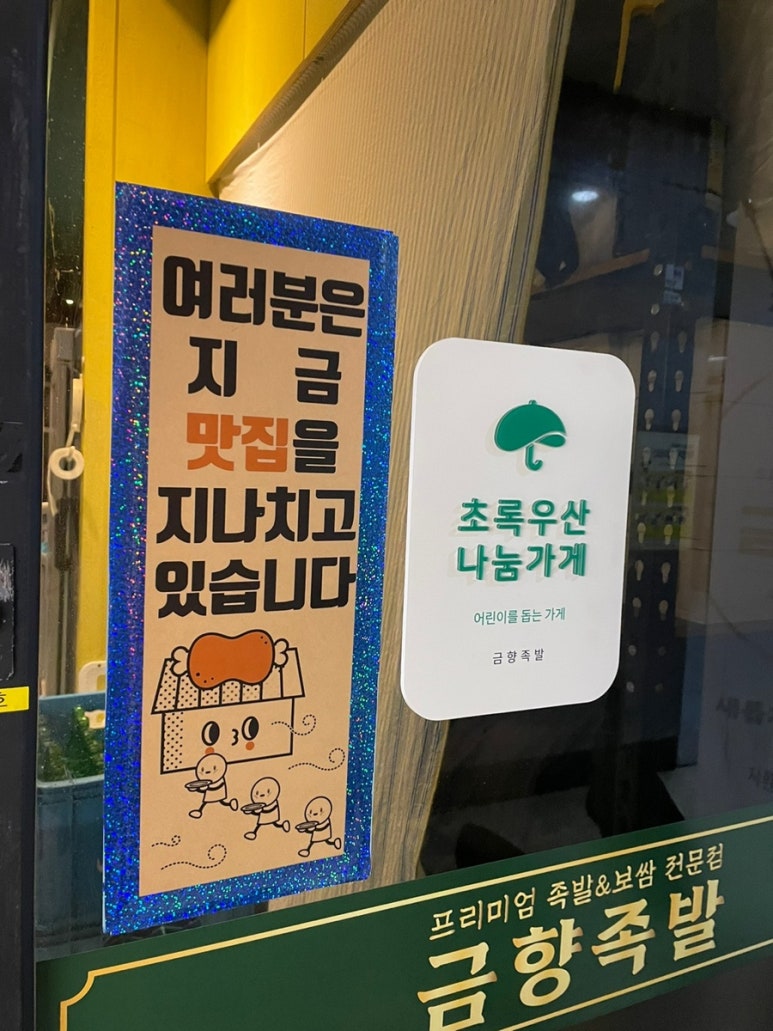 여러분은
지 금
맛집을
지나치고
있습니다
초록우산
나눔가게
어린이를 돕는 가게
금향족발
프리미엄 족발&보쌈 전문점
금향족발